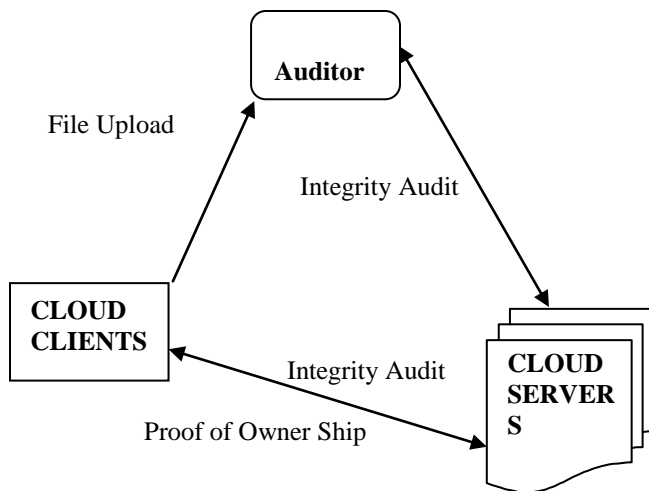 Auditor
File Upload
Integrity Audit
CLOUD
CLIENTS
Integrity Audit
Proof of Owner Ship
CLOUD
SERVER
S